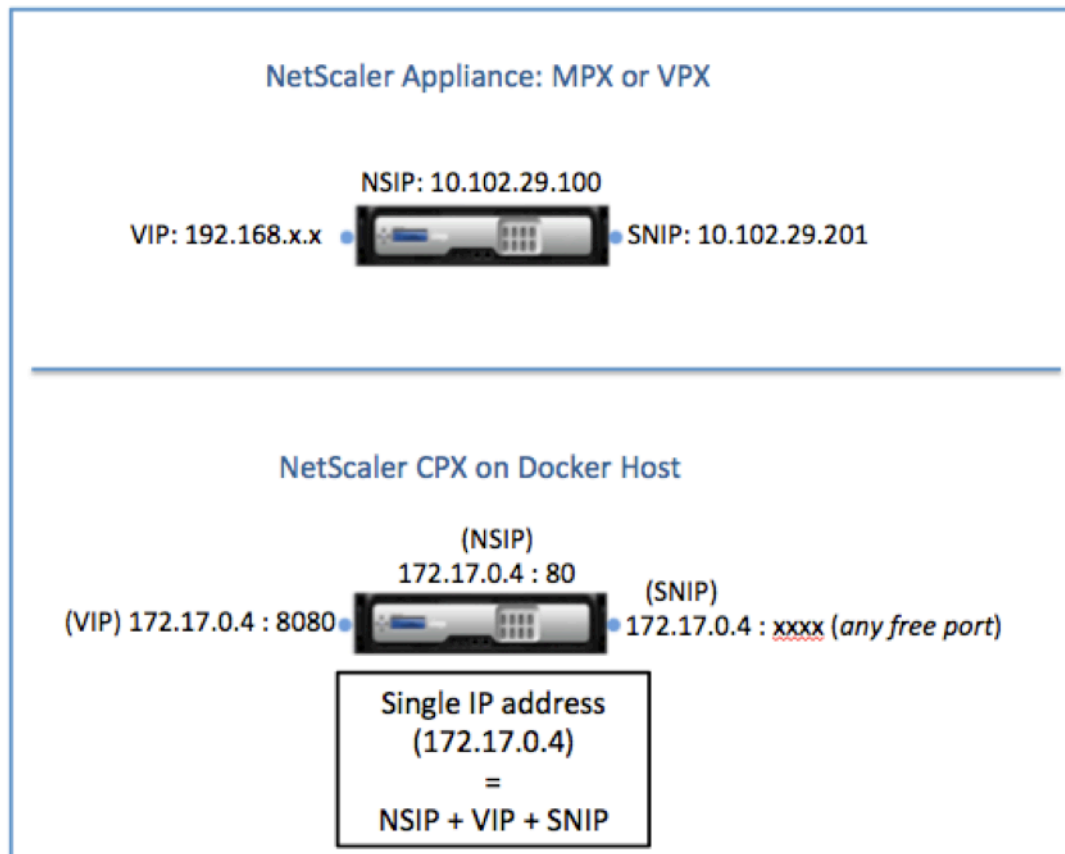 NetScaler Appliance: MPX or VPX
NSIP: 10.102.29.100
VIP: 192.168.x.x
SNIP: 10.102.29.201
NetScaler CPX on Docker Host
(NSIP)
172.17.0.4 : 80
(SNIP)
(VIP) 172.17.0.4 : 8080
172.17.0.4 : xxxx (any free port)
Single IP address
(172.17.0.4)
=
NSIP + VIP + SNIP